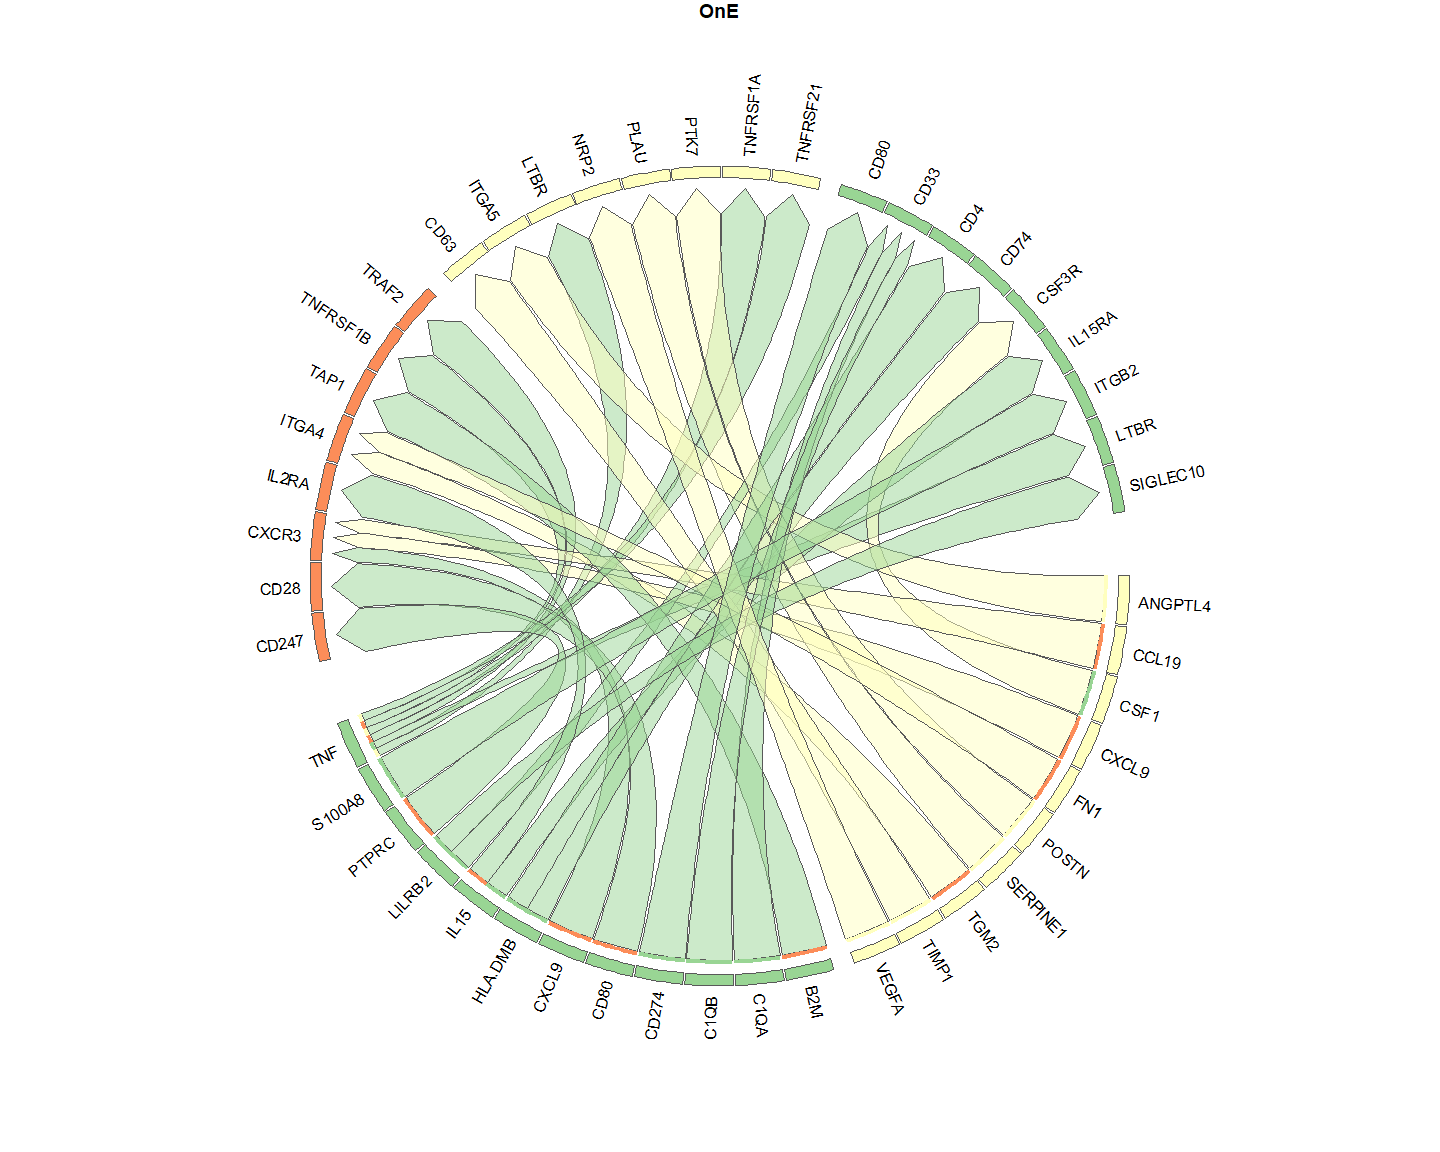 OnE
CD80
CD33
CD4
CD74
CSF3R
IL15RA
ITGB2
LTBR
SIGLEC10
ANGPTL4
CCL19
CSF1
CXCL9
FN1
POSTN
SERPINE1
TGM2
TIMP1
VEGFA
B2M
C1QA
C1QB
CD274
CD80
CXCL9
HLA.DMB
IL15
LILRB2
PTPRC
S100A8
TNF
CD247
CD28
CXCR3
IL2RA
ITGA4
TAP1
TNFRSF1B
TRAF2
CD63
ITGA5
LTBR
NRP2
PLAU
PTK7
TNFRSF1A
TNFRSF21